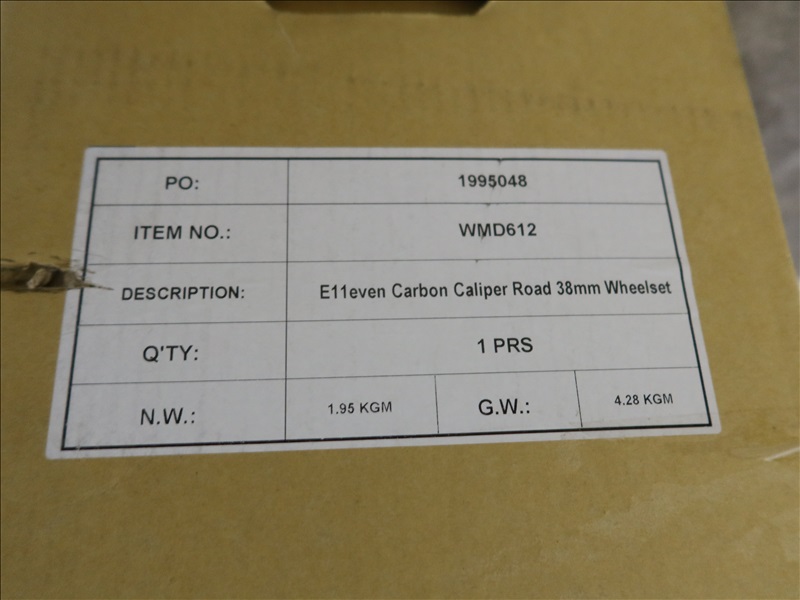 PO: 1995048
ITEM NO.: WMD612
DESCRIPTION: E11even Carbon Caliper Road 38mm Wheelset
Q'TY: 1 PRS
N.W.: 1.95 KGM G.W.: 4.28 KGM